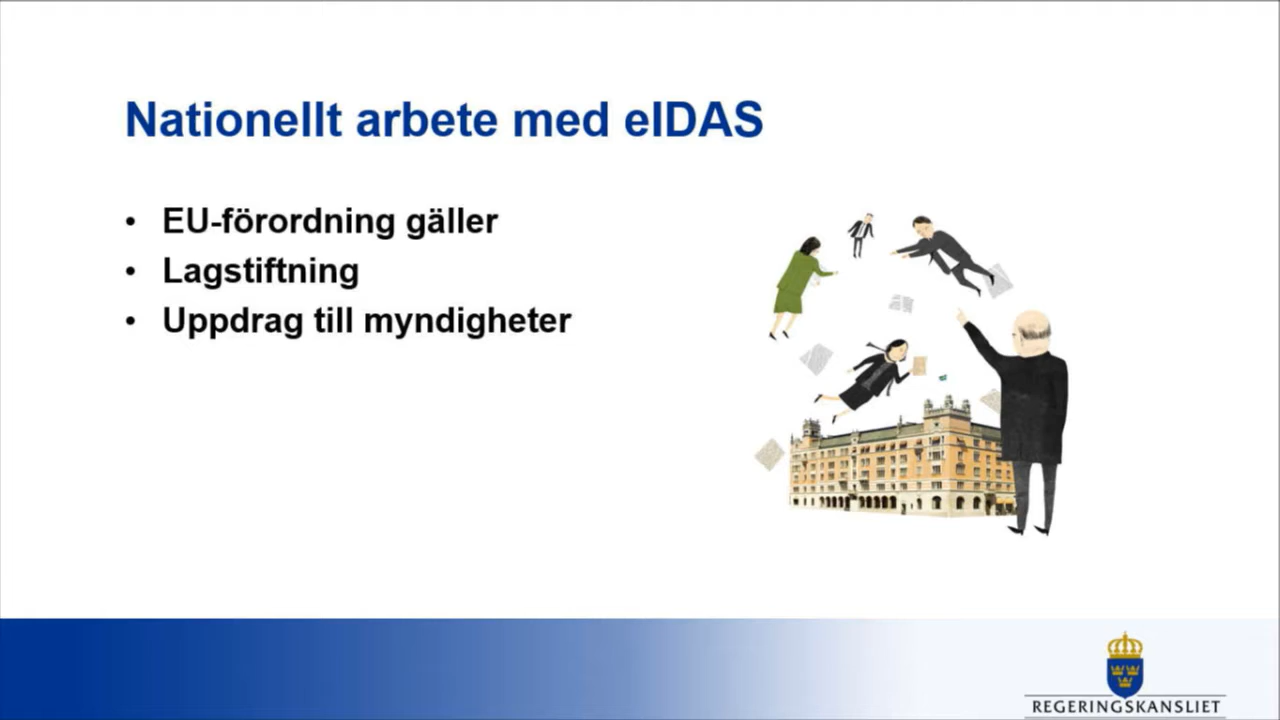 Nationellt arbete med eIDAS
• EU-förordning gäller
• Lagstiftning
• Uppdrag till myndigheter
REGERINGSKANSLIET